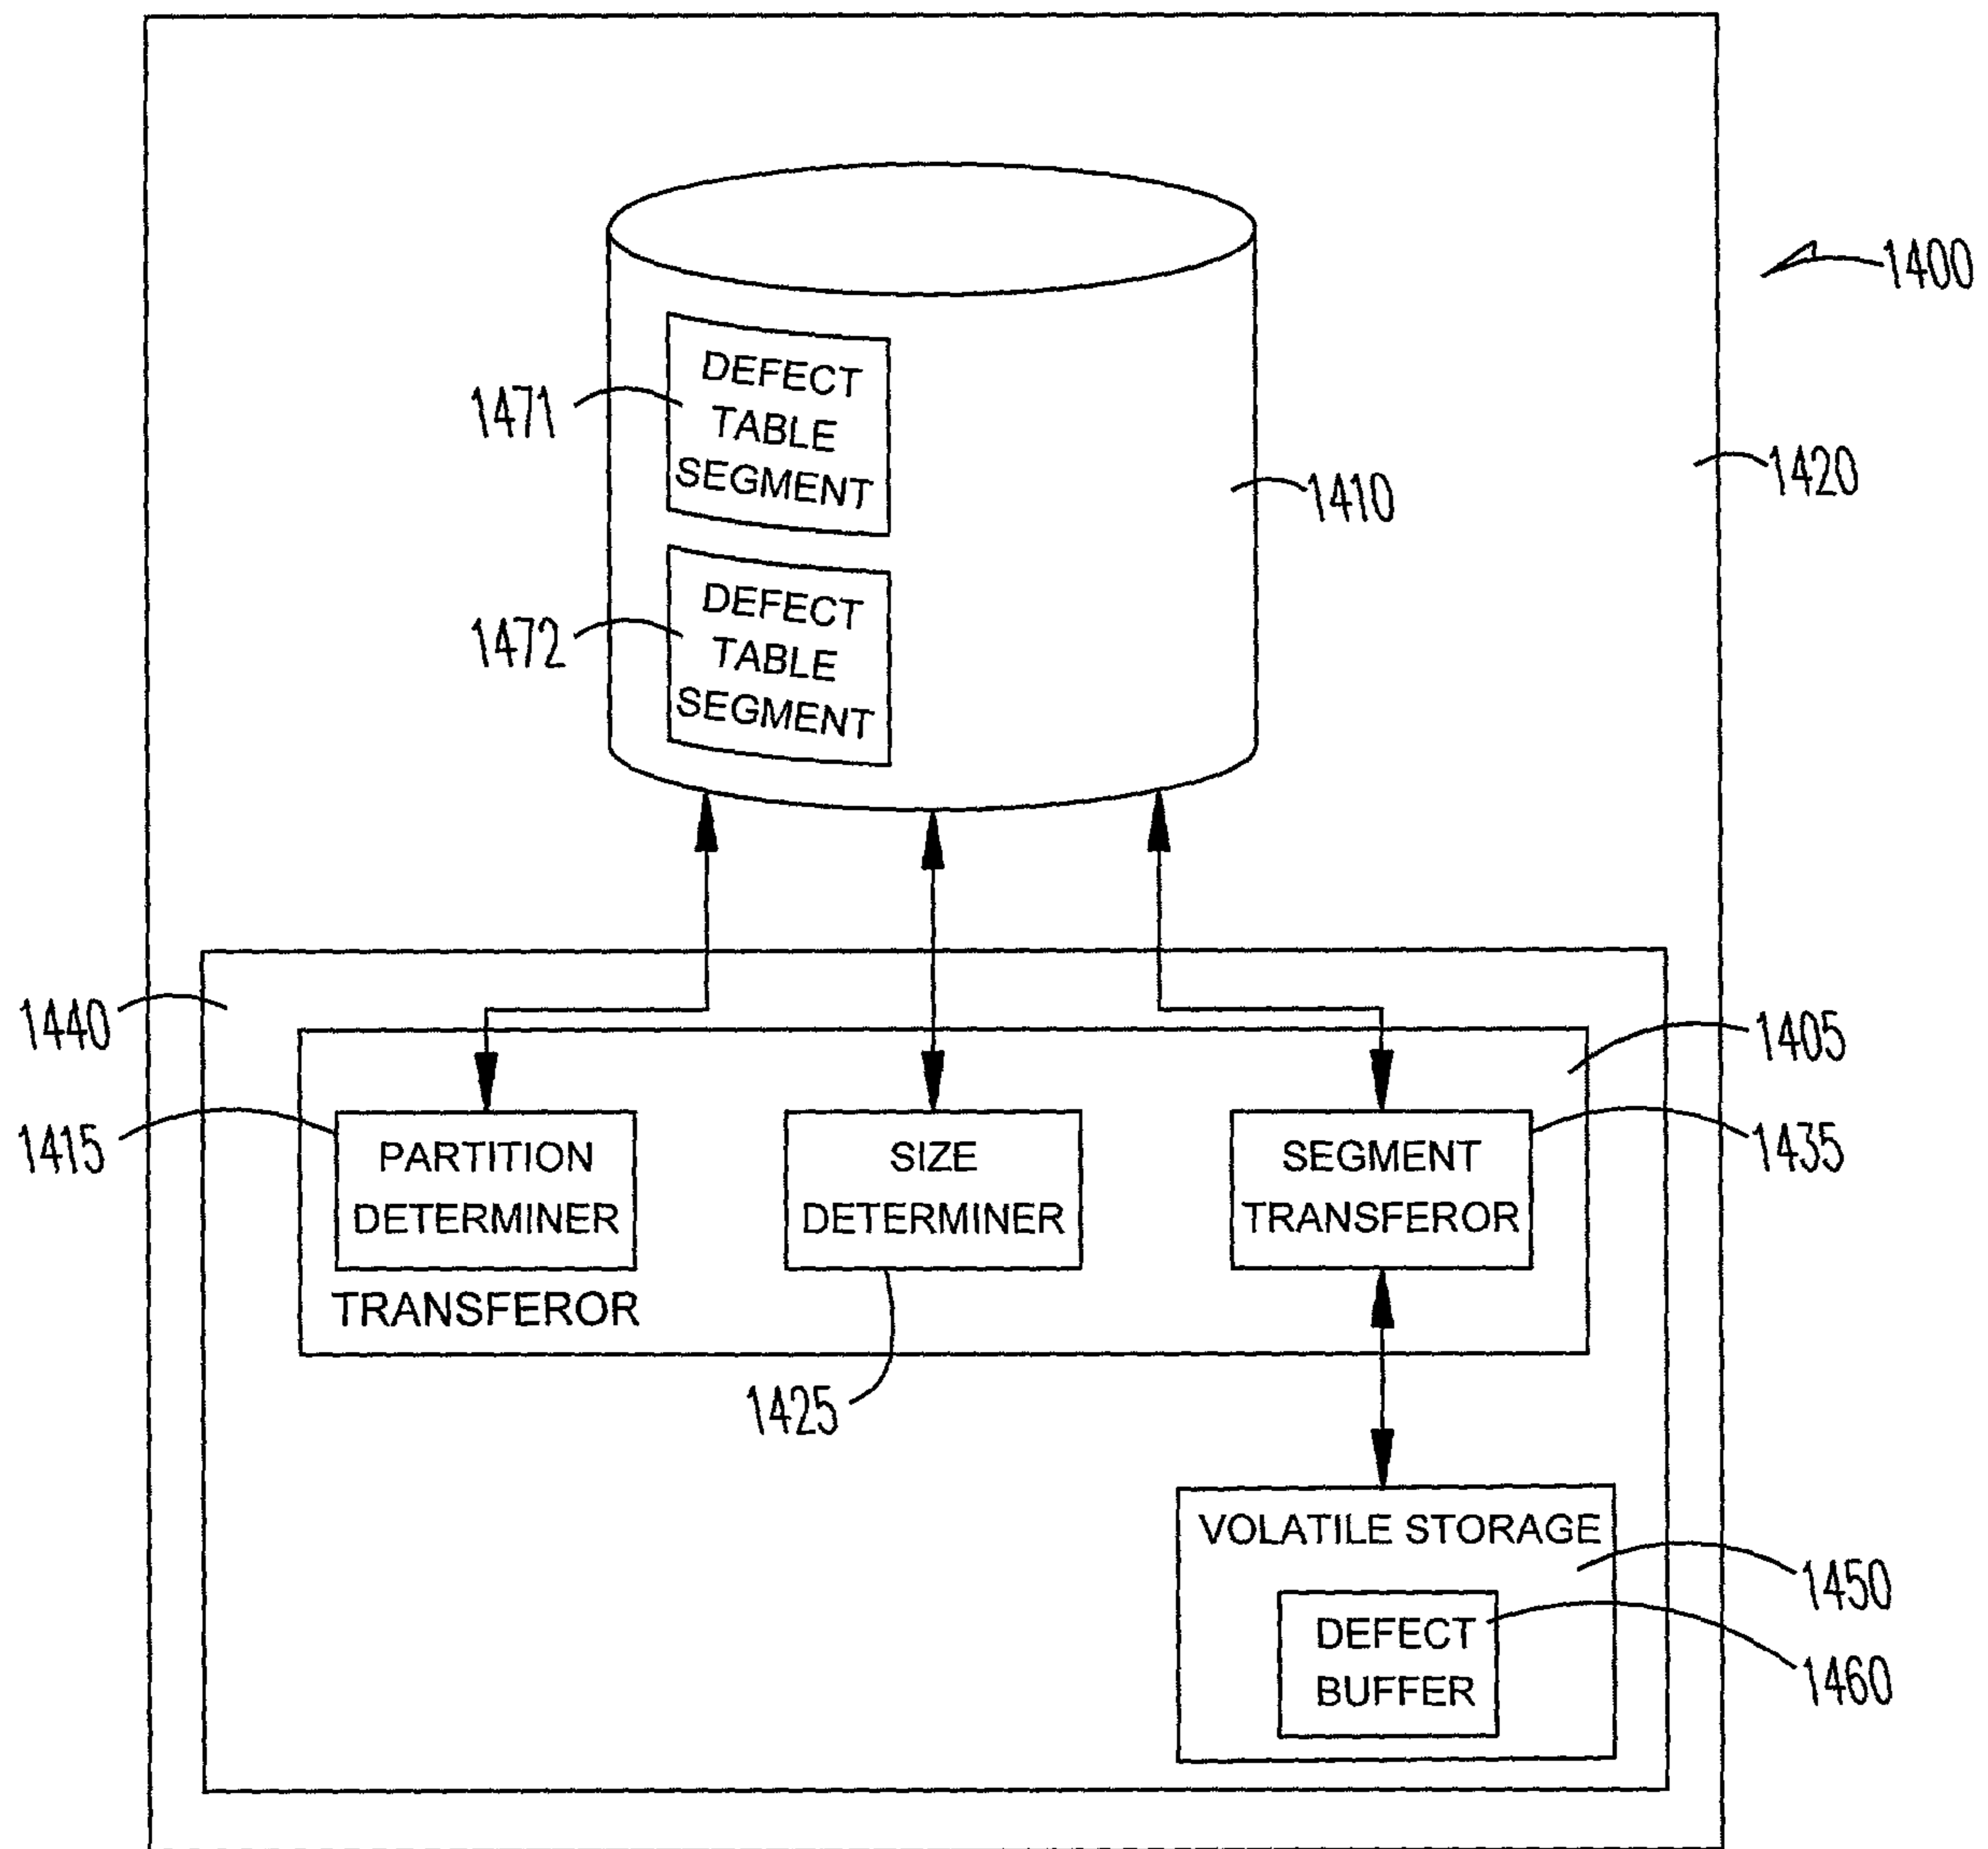 1400
DEFECT
TABLE
SEGMENT
1471
1420
1410
DEFECT
TABLE
SEGMENT
1472
1440
1405
1415
PARTITION
DETERMINER
SIZE
DETERMINER
SEGMENT
TRANSFEROR
1435
TRANSFEROR
1425
VOLATILE STORAGE
1450
DEFECT
BUFFER
1460